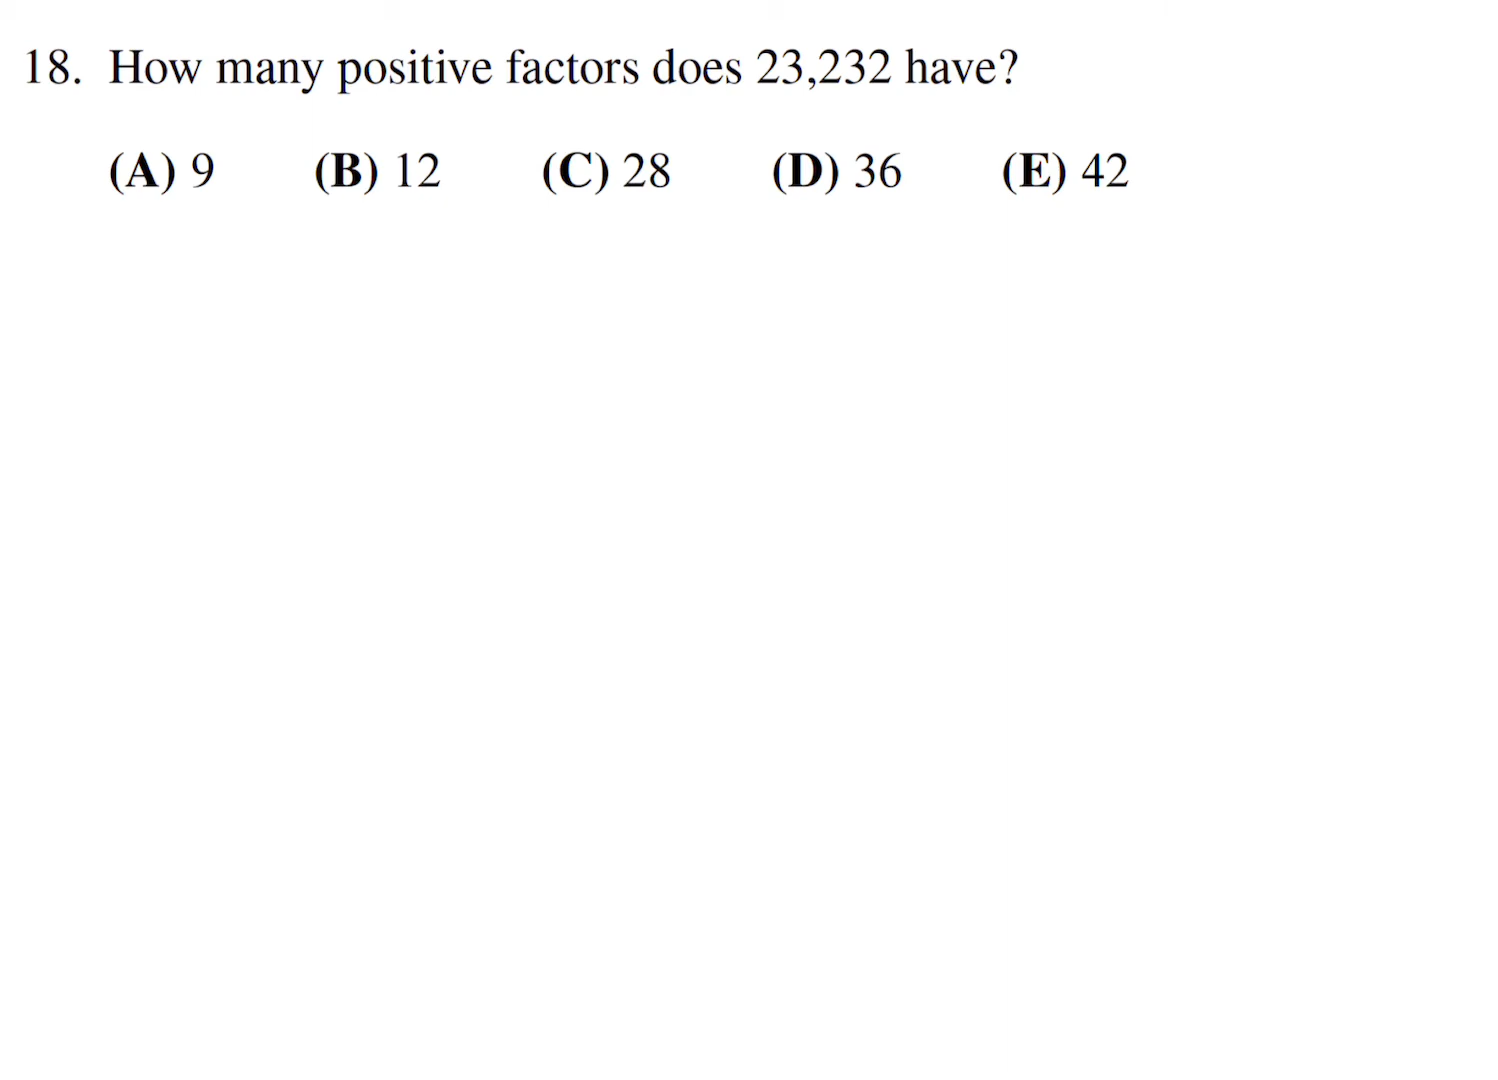 18. How many positive factors does 23,232 have?
(A) 9 (B) 12 (C) 28 (D) 36 (E) 42